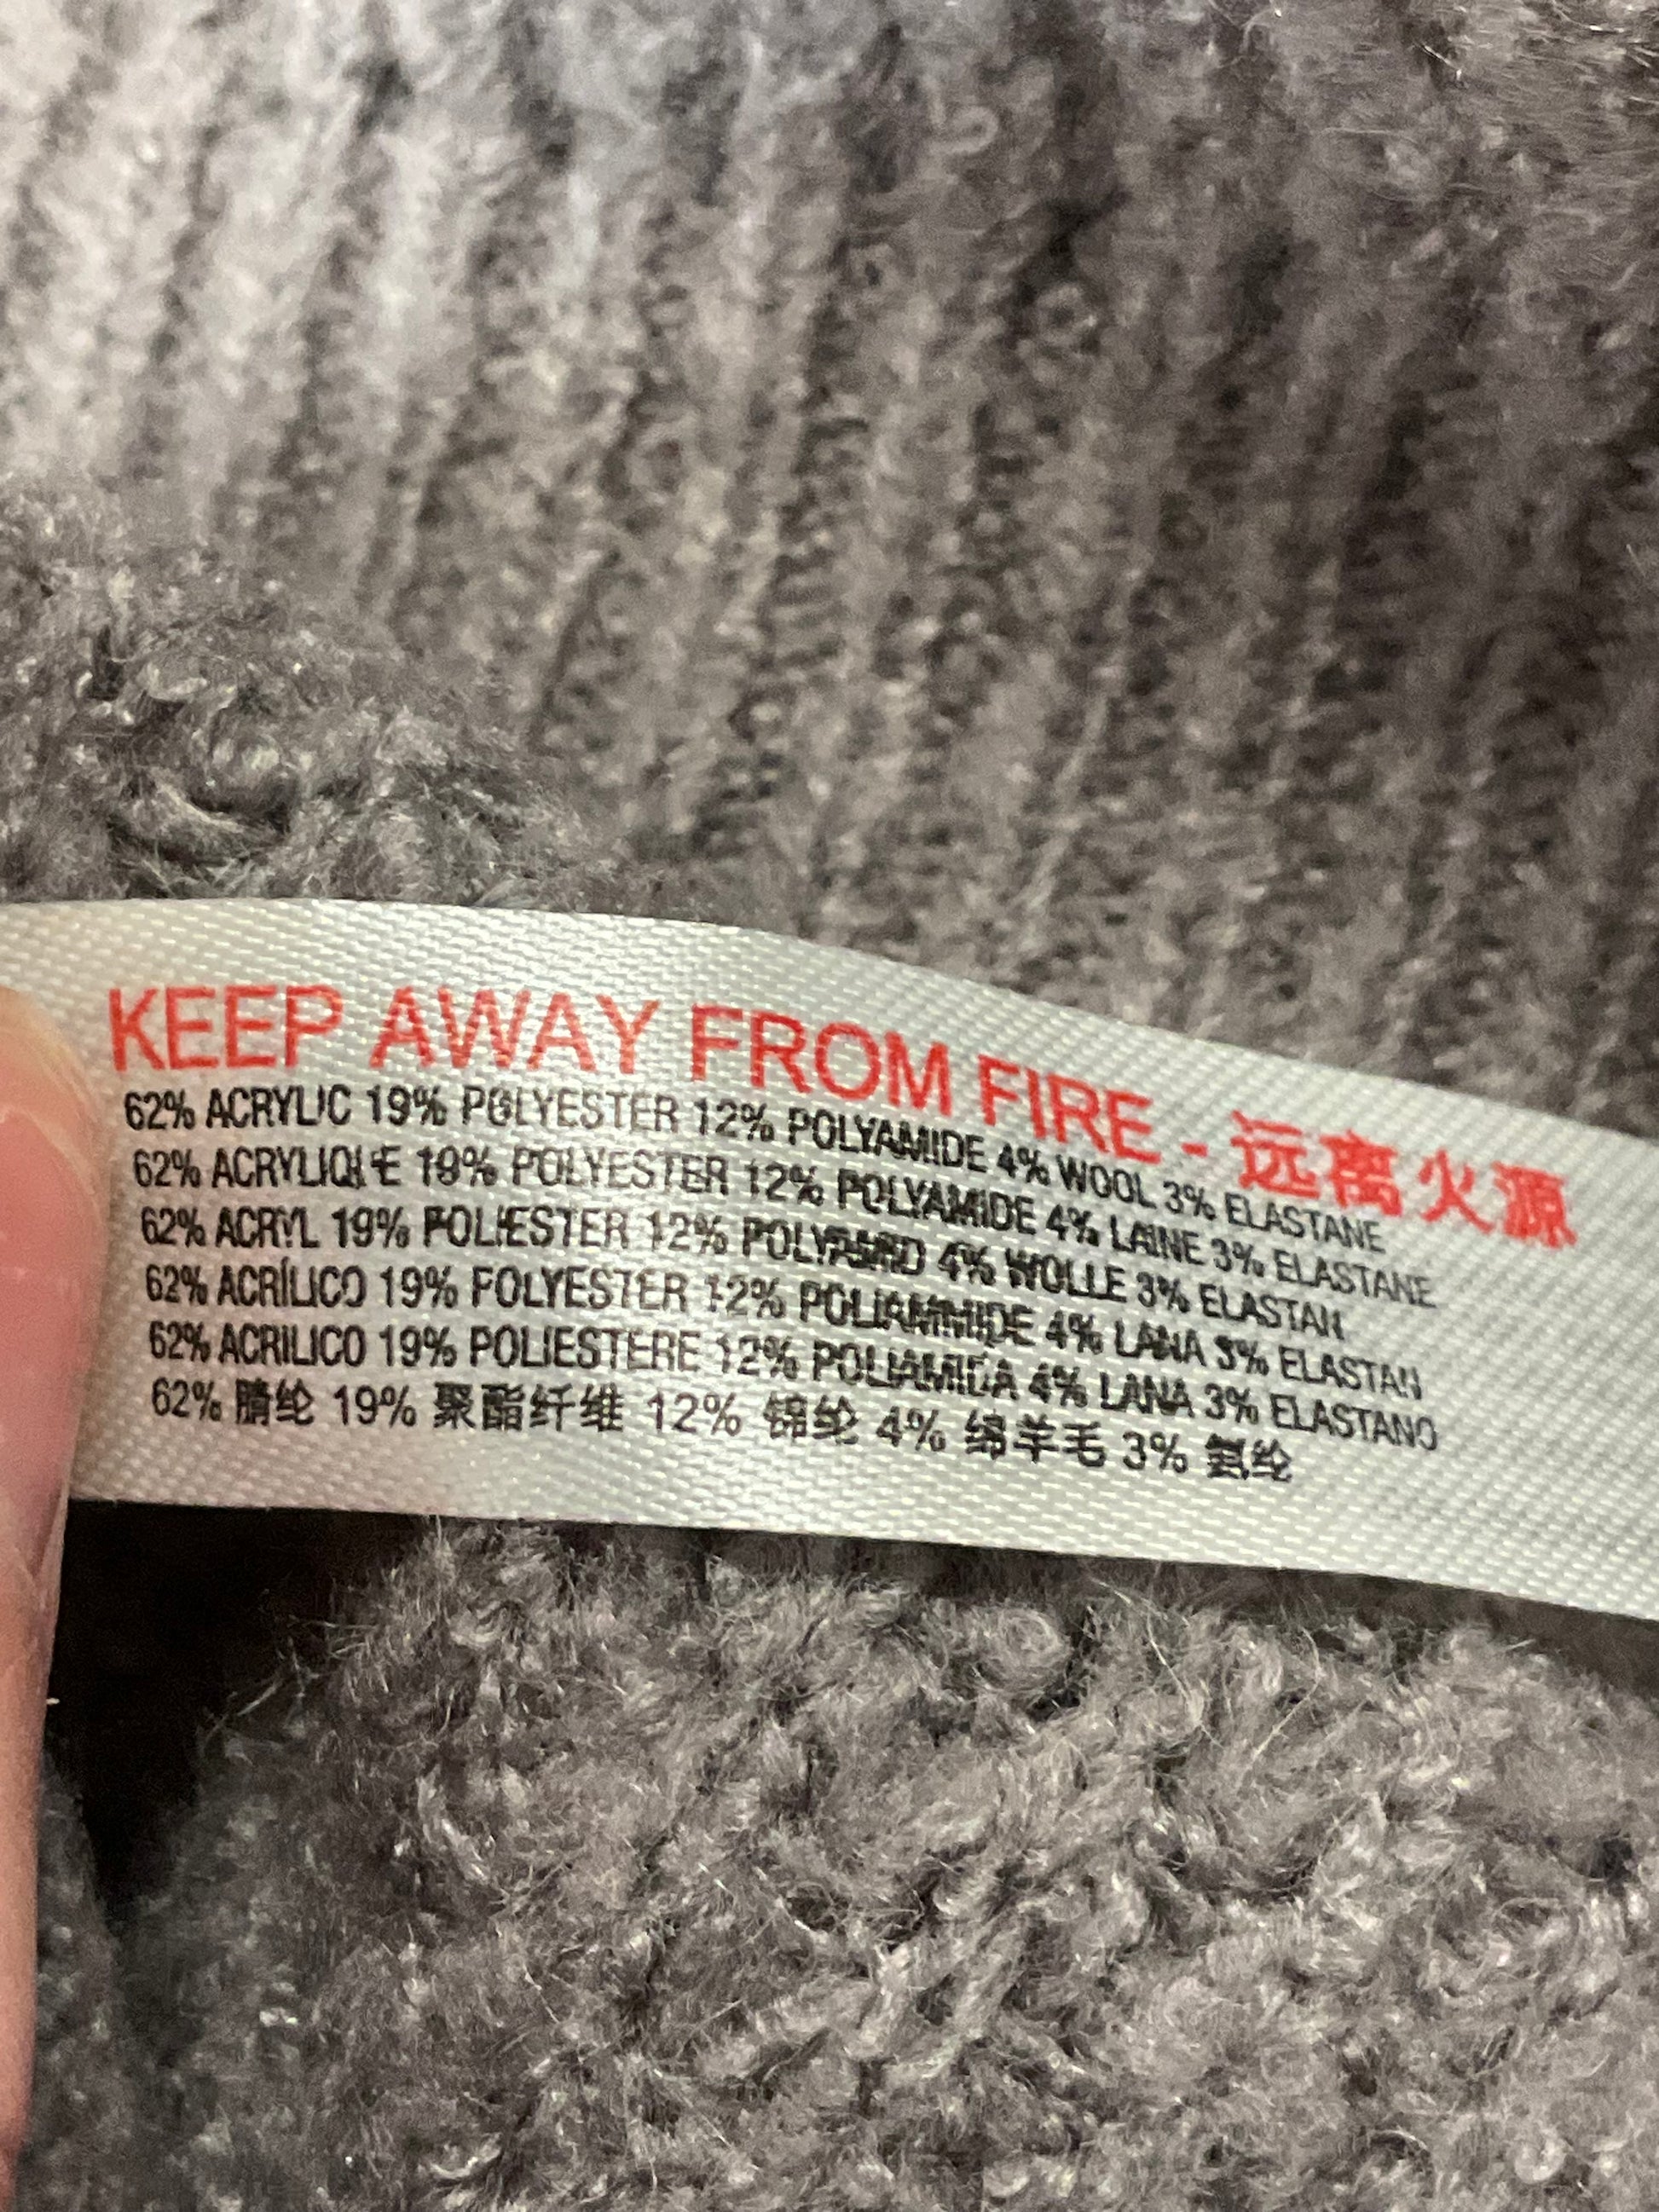 KEEP AWAY FROM FIRE - 远离火源
62% ACRYLIC 19% POLYESTER 12% POLYAMIDE 4% WOOL 3% ELASTANE
62% ACRYLIQUE 19% POLYESTER 12% POLYAMIDE 4% LAINE 3% ELASTANE
62% ACRYL 19% POLIESTER 12% POLYAMID 4% WOLLE 3% ELASTAN
62% ACRÍLICO 19% POLYESTER 12% POLIAMMIDE 4% LANA 3% ELASTAN
62% ACRILICO 19% POLIESTERE 12% POLIAMIDA 4% LANA 3% ELASTANO
62% 腈纶 19% 聚酯纤维 12% 锦纶 4% 绵羊毛 3% 氨纶